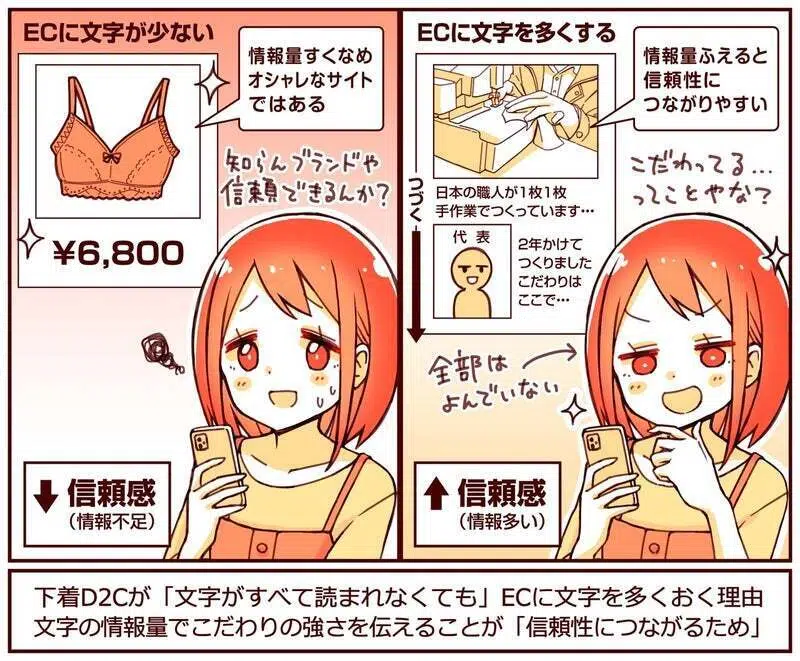 ECに文字が少ない
情報量すくなめ
オシャレなサイト
ではある
¥6,800
知らんブランドや
信頼できるんか?
↓信頼感
(情報不足)
ECに文字を多くする
情報量ふえると
信頼性に
つながりやすい
つづく
日本の職人が1枚1枚
手作業でつくっています…
代表
2年かけて
つくりました
こだわりは
ここで…
こだわってる…
ってことやな?
全部は
よんでいない
↑信頼感
(情報多い)
下着D2Cが「文字がすべて読まれなくても」ECに文字を多くおく理由
文字の情報量でこだわりの強さを伝えることが「信頼性につながるため」